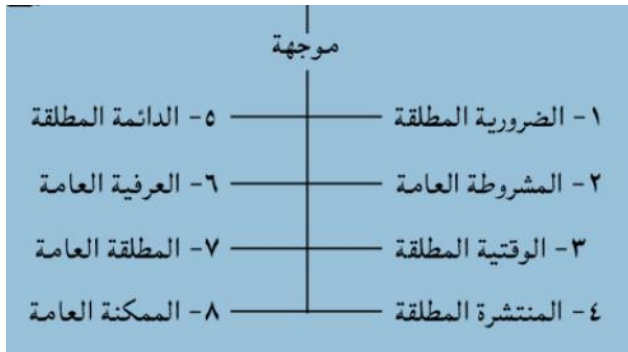 موجهة
١- الضرورية المطلقة
٥- الدائمة المطلقة
٢- المشروطة العامة
٦- العرفية العامة
٣- الوقتية المطلقة
٧- المطلقة العامة
٤- المنتشرة المطلقة
٨- الممكنة العامة